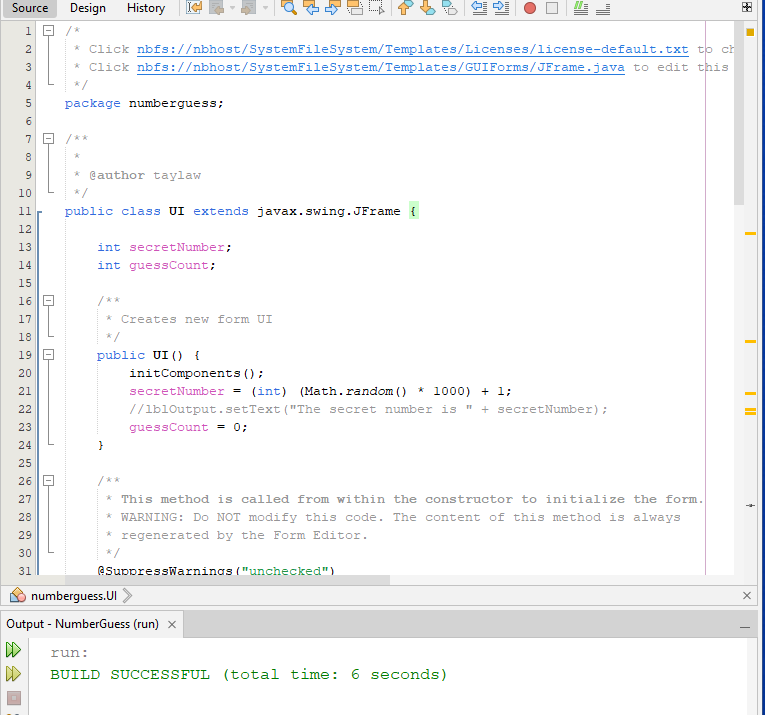 Source Design History
1 /*
2 * Click nbfs://nbhost/SystemFileSystem/Templates/Licenses/license-default.txt to ch
3 * Click nbfs://nbhost/SystemFileSystem/Templates/GUIForms/JFrame.java to edit this
4 */
5 package numberguess;
6
7 /**
8 *
9 * @author taylaw
10 */
11 public class UI extends javax.swing.JFrame {
12
13 int secretNumber;
14 int guessCount;
15
16 /**
17 * Creates new form UI
18 */
19 public UI() {
20 initComponents();
21 secretNumber = (int) (Math.random() * 1000) + 1;
22 //lblOutput.setText("The secret number is " + secretNumber);
23 guessCount = 0;
24 }
25
26 /**
27 * This method is called from within the constructor to initialize the form.
28 * WARNING: Do NOT modify this code. The content of this method is always
29 * regenerated by the Form Editor.
30 */
31 @SuppressWarnings("unchecked")
numberguess.UI
Output - NumberGuess (run)
run:
BUILD SUCCESSFUL (total time: 6 seconds)